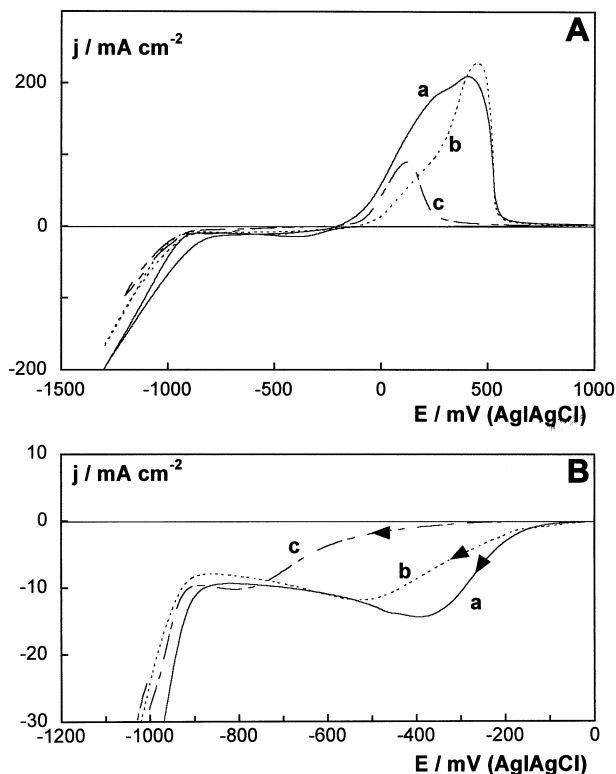 A
j / mA cm-2
200
a
b
c
0
-200
-1500 -1000 -500 0 500 1000
E / mV (Ag|AgCl)
B
10
j / mA cm-2
0
c
b
a
-10
-20
-30
-1200 -1000 -800 -600 -400 -200 0
E / mV (Ag|AgCl)